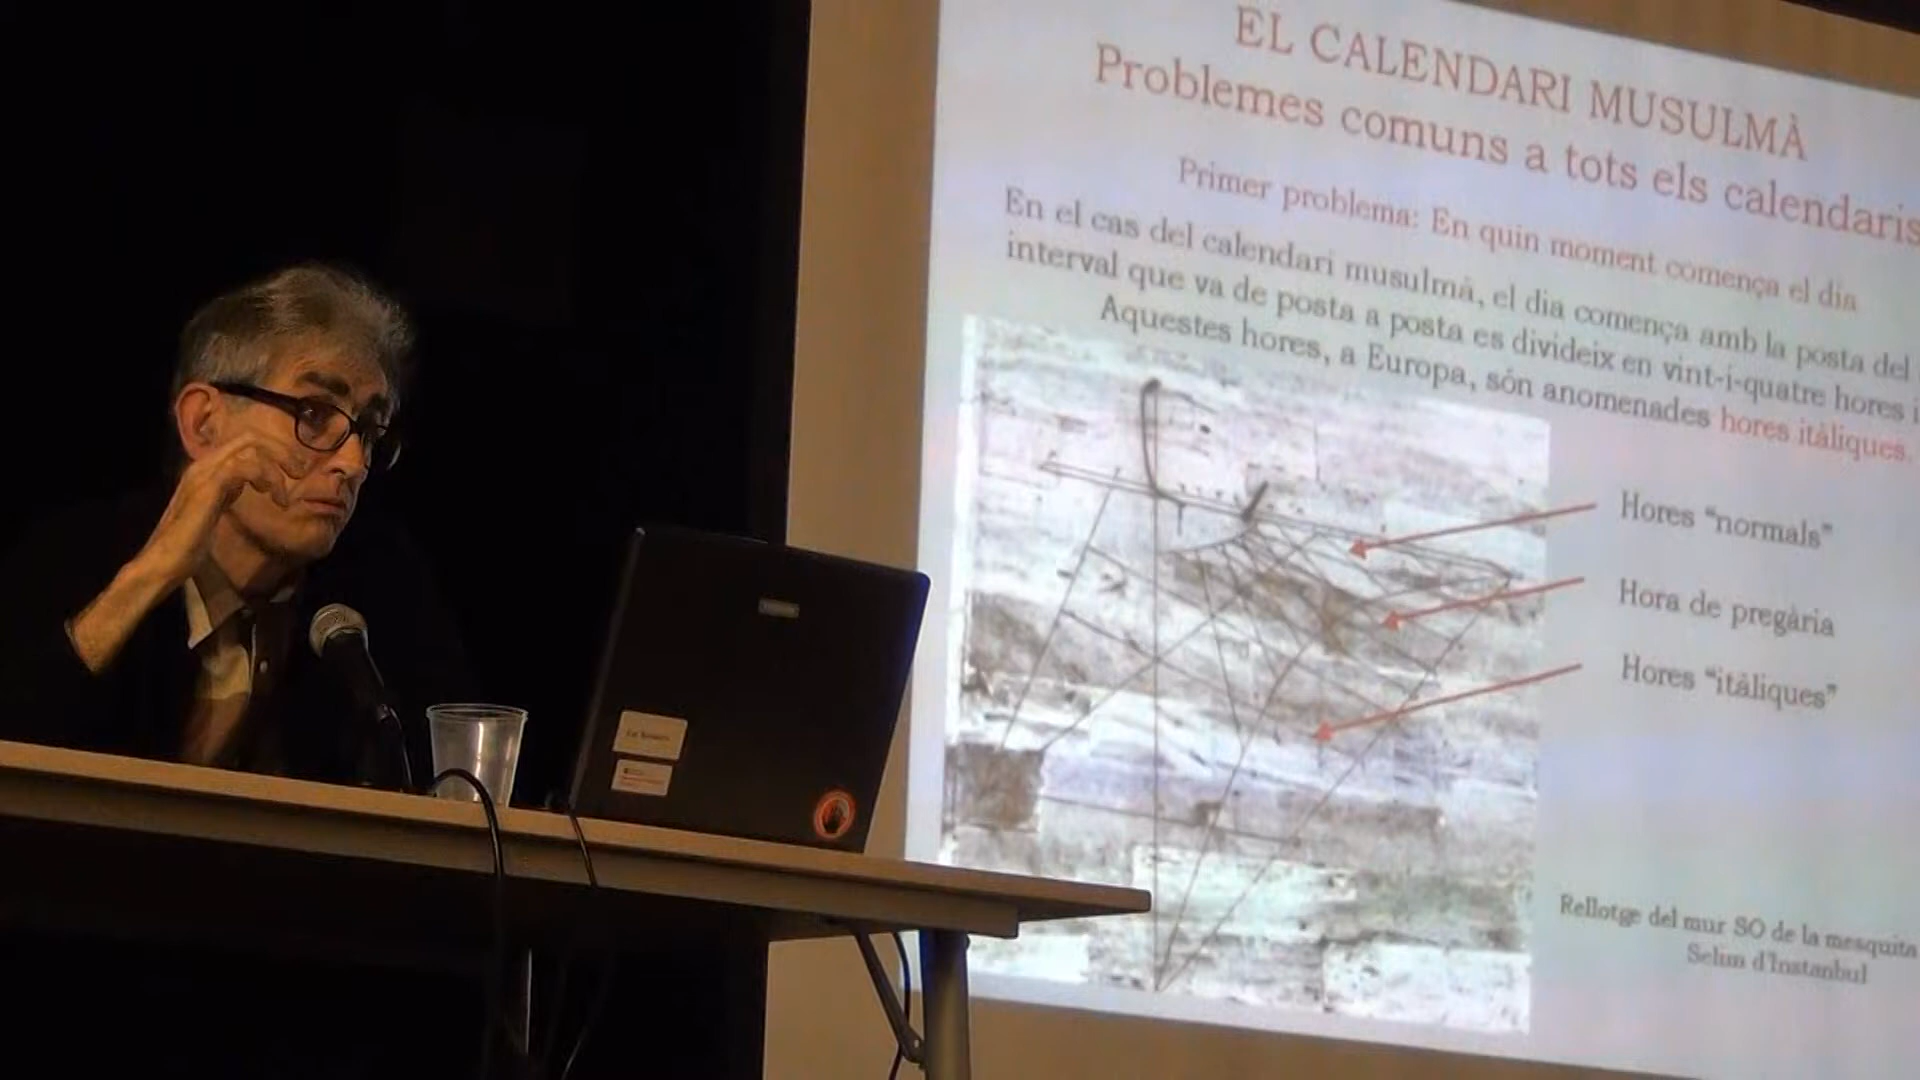 EL CALENDARI MUSULMÀ
Problemes comuns a tots els calendaris
Primer problema: En quin moment comença el dia
En el cas del calendari musulmà, el dia comença amb la posta del
interval que va de posta a posta es divideix en vint-i-quatre hores i
Aquestes hores, a Europa, són anomenades hores itàliques.
Hores “normals”
Hora de pregària
Hores “itàliques”
Rellotge del mur SO de la mesquita
Selim d'Instanbul